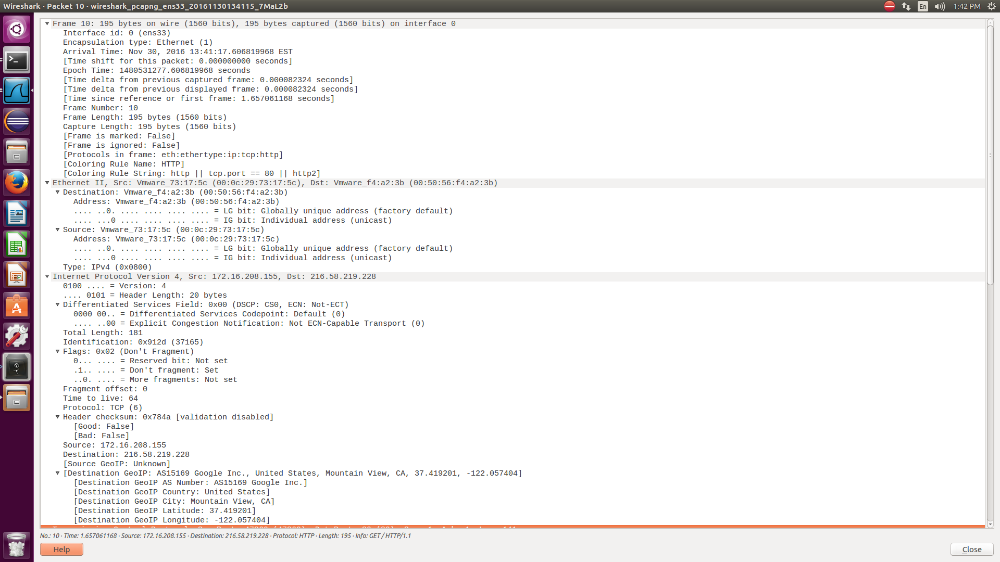 Wireshark · Packet 10 · wireshark_pcapng_ens33_20161130134115_7MaL2b
En
1:42 PM
Frame 10: 195 bytes on wire (1560 bits), 195 bytes captured (1560 bits) on interface 0
Interface id: 0 (ens33)
Encapsulation type: Ethernet (1)
Arrival Time: Nov 30, 2016 13:41:17.606819968 EST
[Time shift for this packet: 0.000000000 seconds]
Epoch Time: 1480531277.606819968 seconds
[Time delta from previous captured frame: 0.000082324 seconds]
[Time delta from previous displayed frame: 0.000082324 seconds]
[Time since reference or first frame: 1.657061168 seconds]
Frame Number: 10
Frame Length: 195 bytes (1560 bits)
Capture Length: 195 bytes (1560 bits)
[Frame is marked: False]
[Frame is ignored: False]
[Protocols in frame: eth:ethertype:ip:tcp:http]
[Coloring Rule Name: HTTP]
[Coloring Rule String: http || tcp.port == 80 || http2]
Ethernet II, Src: Vmware_73:17:5c (00:0c:29:73:17:5c), Dst: Vmware_f4:a2:3b (00:50:56:f4:a2:3b)
Destination: Vmware_f4:a2:3b (00:50:56:f4:a2:3b)
Address: Vmware_f4:a2:3b (00:50:56:f4:a2:3b)
.... ..0. .... .... .... .... = LG bit: Globally unique address (factory default)
.... ...0 .... .... .... .... = IG bit: Individual address (unicast)
Source: Vmware_73:17:5c (00:0c:29:73:17:5c)
Address: Vmware_73:17:5c (00:0c:29:73:17:5c)
.... ..0. .... .... .... .... = LG bit: Globally unique address (factory default)
.... ...0 .... .... .... .... = IG bit: Individual address (unicast)
Type: IPv4 (0x0800)
Internet Protocol Version 4, Src: 172.16.208.155, Dst: 216.58.219.228
0100 .... = Version: 4
.... 0101 = Header Length: 20 bytes
Differentiated Services Field: 0x00 (DSCP: CS0, ECN: Not-ECT)
0000 00.. = Differentiated Services Codepoint: Default (0)
.... ..00 = Explicit Congestion Notification: Not ECN-Capable Transport (0)
Total Length: 181
Identification: 0x912d (37165)
Flags: 0x02 (Don't Fragment)
0... .... = Reserved bit: Not set
.1.. .... = Don't fragment: Set
..0. .... = More fragments: Not set
Fragment offset: 0
Time to live: 64
Protocol: TCP (6)
Header checksum: 0x784a [validation disabled]
[Good: False]
[Bad: False]
Source: 172.16.208.155
Destination: 216.58.219.228
[Source GeoIP: Unknown]
[Destination GeoIP: AS15169 Google Inc., United States, Mountain View, CA, 37.419201, -122.057404]
[Destination GeoIP AS Number: AS15169 Google Inc.]
[Destination GeoIP Country: United States]
[Destination GeoIP City: Mountain View, CA]
[Destination GeoIP Latitude: 37.419201]
[Destination GeoIP Longitude: -122.057404]
No.: 10 · Time: 1.657061168 · Source: 172.16.208.155 · Destination: 216.58.219.228 · Protocol: HTTP · Length: 195 · Info: GET / HTTP/1.1
Help
Close